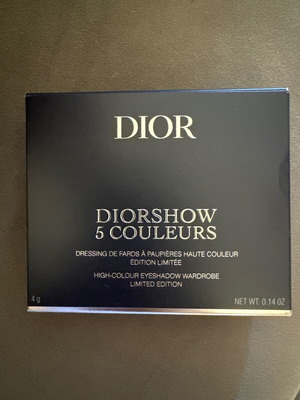 DIOR
DIORSHOW
5 COULEURS
DRESSING DE FARDS À PAUPIÈRES HAUTE COULEUR
ÉDITION LIMITÉE
HIGH-COLOUR EYESHADOW WARDROBE
LIMITED EDITION
4 g
NET WT. 0.14 OZ